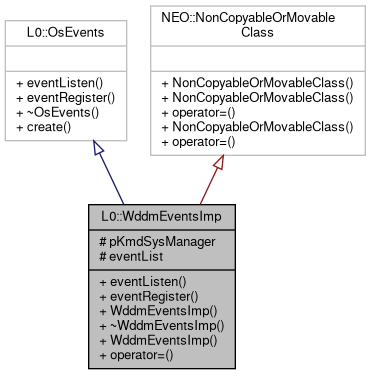 L0::OsEvents
+ eventListen()
+ eventRegister()
+ ~OsEvents()
+ create()
NEO::NonCopyableOrMovable
Class
+ NonCopyableOrMovableClass()
+ NonCopyableOrMovableClass()
+ operator=()
+ NonCopyableOrMovableClass()
+ operator=()
L0::WddmEventsImp
# pKmdSysManager
# eventList
+ eventListen()
+ eventRegister()
+ WddmEventsImp()
+ ~WddmEventsImp()
+ WddmEventsImp()
+ operator=()